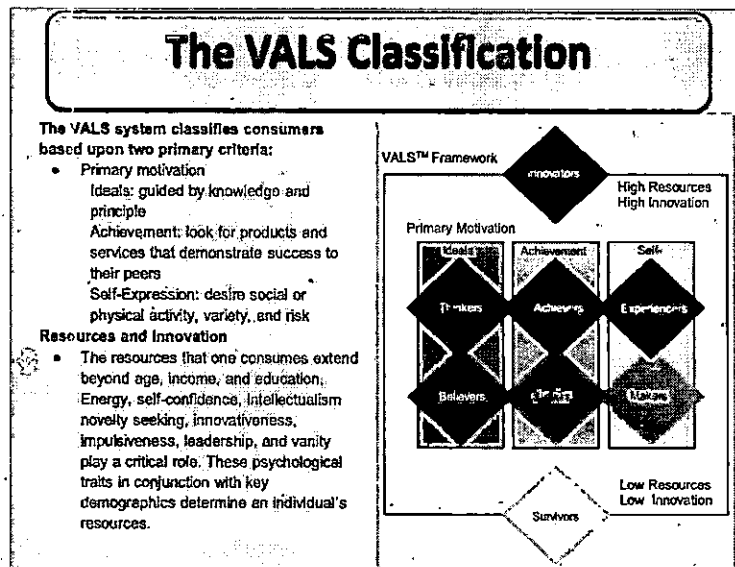 The VALS Classification
The VALS system classifies consumers
based upon two primary criteria:
• Primary motivation
Ideals: guided by knowledge and
principle
Achievement: look for products and
services that demonstrate success to
their peers
Self-Expression: desire social or
physical activity, variety, and risk
Resources and Innovation
• The resources that one consumes extend
beyond age, income, and education.
Energy, self-confidence, intellectualism
novelty seeking, innovativeness,
impulsiveness, leadership, and vanity
play a critical role. These psychological
traits in conjunction with key
demographics determine an individual's
resources.
VALS™ Framework
Innovators
High Resources
High Innovation
Primary Motivation
Ideals
Achievement
Self-
Thinkers
Achievers
Experiencers
Believers
Makers
Low Resources
Low Innovation
Survivors